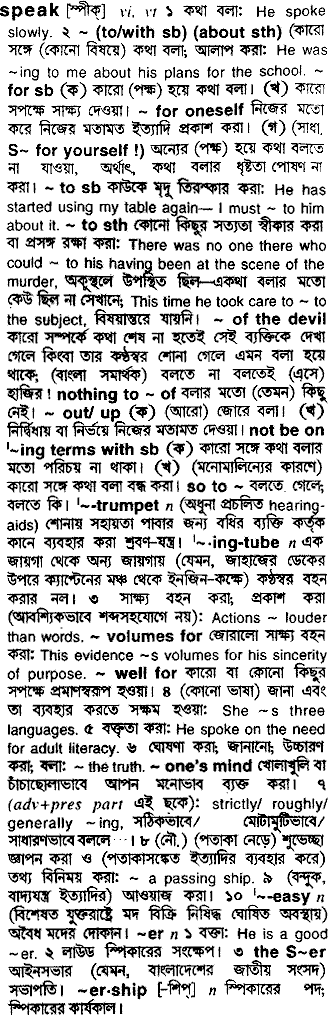 speak [স্পীক্] vi, vt ১ কথা বলা: He spoke
slowly. ২ ~ (to/with sb) (about sth) (কারো
সঙ্গে (কোনো বিষয়ে) কথা বলা; আলাপ করা: He was
~ing to me about his plans for the school. ~
for sb (ক) কারো (পক্ষ) হয়ে কথা বলা। (খ) কারো
সপক্ষে সাক্ষ্য দেওয়া। ~ for oneself নিজের মতো
করে নিজের মতামত ইত্যাদি প্রকাশ করা। (গ) (সাধা.
S~ for yourself !) অন্যের (পক্ষ) হয়ে কথা বলতে
না যাওয়া, অর্থাৎ, কথা বলার ধৃষ্টতা পোষণ না
করা। ~ to sb কাউকে মৃদু তিরস্কার করা: He has
started using my table again— I must ~ to him
about it. ~ to sth কোনো কিছুর সত্যতা স্বীকার করা
বা প্রসঙ্গ রক্ষা করা: There was no one there who
could ~ to his having been at the scene of the
murder, অকুস্থলে উপস্থিত ছিল—একথা বলার মতো
কেউ ছিল না সেখানে; This time he took care to ~ to
the subject, বিষয়ান্তরে যায়নি। ~ of the devil
কারো সম্পর্কে কথা শেষ না হতেই সেই ব্যক্তিকে দেখা
গেলে কিংবা তার কণ্ঠস্বর শোনা গেলে এমন বলা হয়ে
থাকে; (বাংলা সমার্থক) বলতে না বলতেই (এসে)
হাজির ! nothing to ~ of বলার মতো (তেমন) কিছু
নেই। ~ out/ up (ক) (আরো) জোরে বলা। (খ)
নির্দ্বিধায় বা নির্ভয়ে নিজের মতামত দেওয়া। not be on
'~ing terms with sb (ক) কারো সঙ্গে কথা বলার
মতো পরিচয় না থাকা। (খ) (মনোমালিন্যের কারণে)
কারো সঙ্গে কথা বলা বন্ধ করা। so to ~ বলতে গেলে,
বলতে কি। '~-trumpet n (অধুনা প্রচলিত hearing-
aids) শোনায় সহায়তা পাবার জন্য বধির ব্যক্তি কর্তৃক
কানে ব্যবহার করা শ্রবণ-যন্ত্র। '~·ing-tube n এক
জায়গা থেকে অন্য জায়গায় (যেমন, জাহাজের ডেকের
উপরে ক্যাপ্টেনের মঞ্চ থেকে ইনজিন-কক্ষে) কণ্ঠস্বর বহন
করার নল। ৩ সাক্ষ্য বহন করা; প্রকাশ করা
(আবশ্যিকভাবে শব্দসহযোগে নয়): Actions ~ louder
than words. ~ volumes for জোরালো সাক্ষ্য বহন
করা: This evidence ~s volumes for his sincerity
of purpose. ~ well for কারো বা কোনো কিছুর
সপক্ষে প্রমাণস্বরূপ হওয়া। ৪ (কোনো ভাষা) জানা এবং
তা ব্যবহার করতে সক্ষম হওয়া: She ~s three
languages. ৫ বক্তৃতা করা: He spoke on the need
for adult literacy. ৬ ঘোষণা করা; জানানো; উচ্চারণ
করা; বলা: ~ the truth. ~ one's mind খোলাখুলি বা
চাঁচাছোলাভাবে আপন মনোভাব ব্যক্ত করা। ৭
(adv+pres part এই ছকে): strictly/ roughly/
generally ~ing, সঠিকভাবে/ মোটামুটিভাবে/
সাধারণভাবে বললে ...। ৮ (নৌ.) (পতাকা নেড়ে) শুভেচ্ছা
জ্ঞাপন করা ও (পতাকাসঙ্কেত ইত্যাদির ব্যবহার করে)
তথ্য বিনিময় করা: ~ a passing ship. ৯ (বন্দুক,
বাদ্যযন্ত্র ইত্যাদির) আওয়াজ করা। ১০ '~-easy n
(বিশেষত যুক্তরাষ্ট্রে মদ বিক্রি নিষিদ্ধ ঘোষিত অবস্থায়)
অবৈধ মদের দোকান। ~er n ১ বক্তা: He is a good
~er. ২ লাউড স্পিকারের সংক্ষেপ। ৩ the S~er
আইনসভার (যেমন, বাংলাদেশের জাতীয় সংসদ)
সভাপতি। ~er·ship [-শিপ্] n স্পিকারের পদ;
স্পিকারের কার্যকাল।